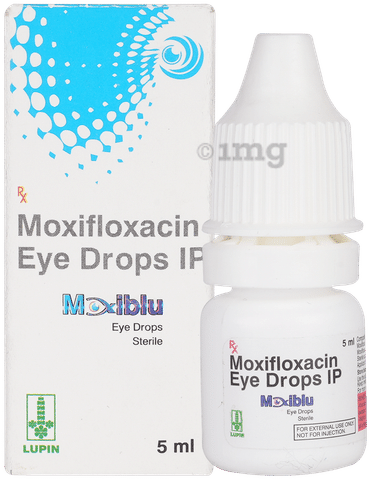 Rx
Moxifloxacin
Eye Drops IP
Moxiblu
Eye Drops
Sterile
LUPIN
5 ml
1mg
Rx
5 ml
Moxifloxacin
Eye Drops IP
Moxiblu
Eye Drops
Sterile
LUPIN
FOR EXTERNAL USE ONLY
NOT FOR INJECTION.